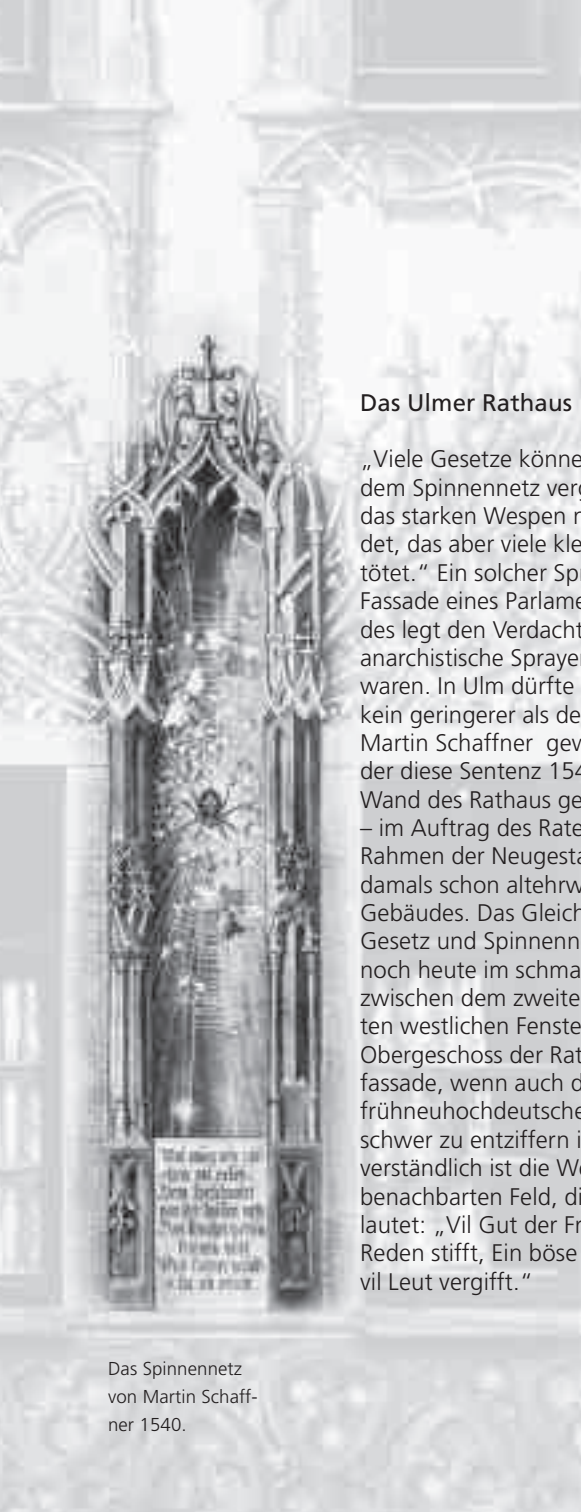 Das Ulmer Rathaus
„Viele Gesetze könne
dem Spinnennetz verg
das starken Wespen n
det, das aber viele kle
tötet.“ Ein solcher Spr
Fassade eines Parlame
des legt den Verdacht
anarchistische Sprayer
waren. In Ulm dürfte
kein geringerer als de
Martin Schaffner gew
der diese Sentenz 154
Wand des Rathaus ge
– im Auftrag des Rate
Rahmen der Neugesta
damals schon altehrw
Gebäudes. Das Gleich
Gesetz und Spinnenn
noch heute im schma
zwischen dem zweite
ten westlichen Fenste
Obergeschoss der Rat
fassade, wenn auch d
frühneuhochdeutsche
schwer zu entziffern i
verständlich ist die We
benachbarten Feld, di
lautet: „Vil Gut der Fr
Reden stifft, Ein böse
vil Leut vergifft.“
Das Spinnennetz
von Martin Schaff-
ner 1540.